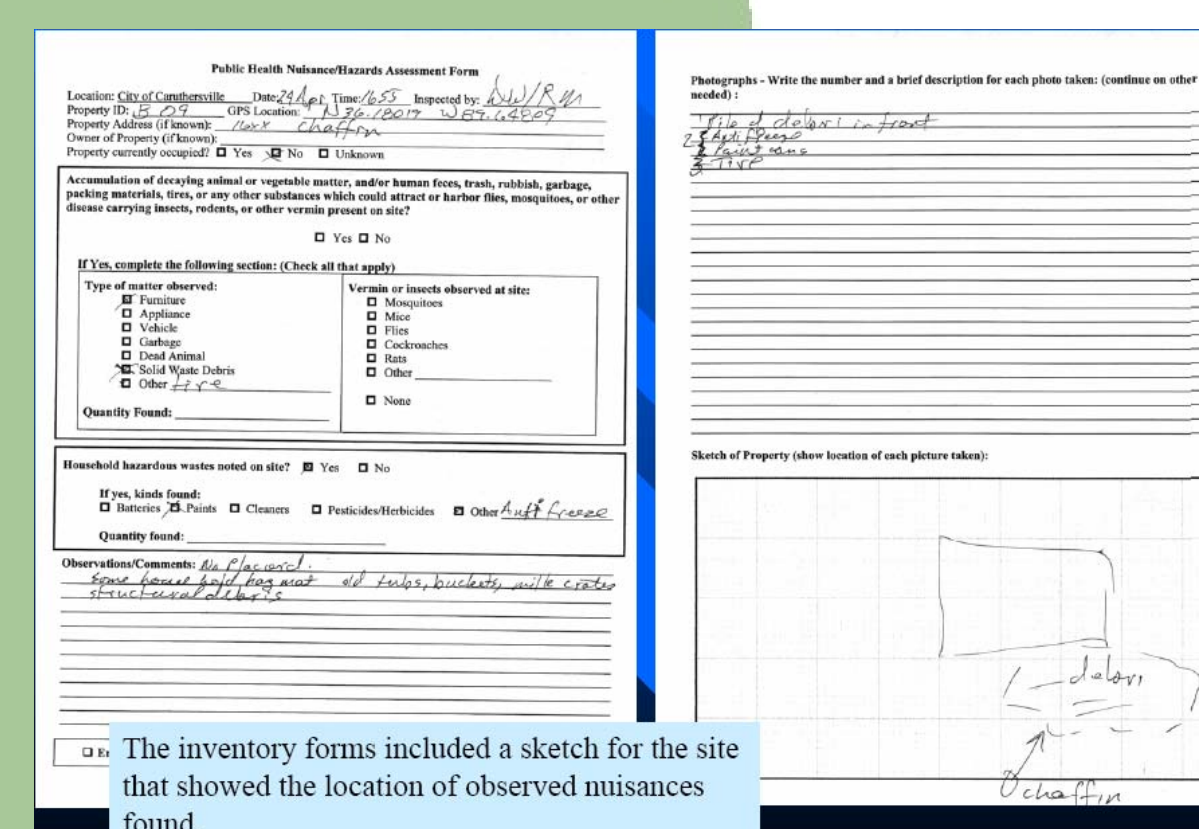 Public Health Nuisance/Hazards Assessment Form
Location: City of Caruthersville Date: 24 Apr Time: 1655 Inspected by: WW/RM
Property ID: B 09 GPS Location: N 36.18019 W 89.64809
Property Address (if known): 16xx Chaffin
Owner of Property (if known):
Property currently occupied? ☐ Yes ☒ No ☐ Unknown
Accumulation of decaying animal or vegetable matter, and/or human feces, trash, rubbish, garbage,
packing materials, tires, or any other substances which could attract or harbor flies, mosquitoes, or other
disease carrying insects, rodents, or other vermin present on site?
☐ Yes ☐ No
If Yes, complete the following section: (Check all that apply)
Type of matter observed:
☒ Furniture
☐ Appliance
☐ Vehicle
☐ Garbage
☐ Dead Animal
☒ Solid Waste Debris
☐ Other tire
Quantity Found:
Vermin or insects observed at site:
☐ Mosquitoes
☐ Mice
☐ Flies
☐ Cockroaches
☐ Rats
☐ Other
☐ None
Household hazardous wastes noted on site? ☒ Yes ☐ No
If yes, kinds found:
☐ Batteries ☒ Paints ☐ Cleaners ☐ Pesticides/Herbicides ☒ Other Anti freeze
Quantity found:
Observations/Comments: No Placard.
Some house hold haz mat old tubs, buckets, milk crates
structural debris
☐
The inventory forms included a sketch for the site
that showed the location of observed nuisances
found
Photographs - Write the number and a brief description for each photo taken: (continue on other
needed) :
1 Pile of debri in front
2 Anti freeze
Paint cans
3 Tire
Sketch of Property (show location of each picture taken):
debri
chaffin